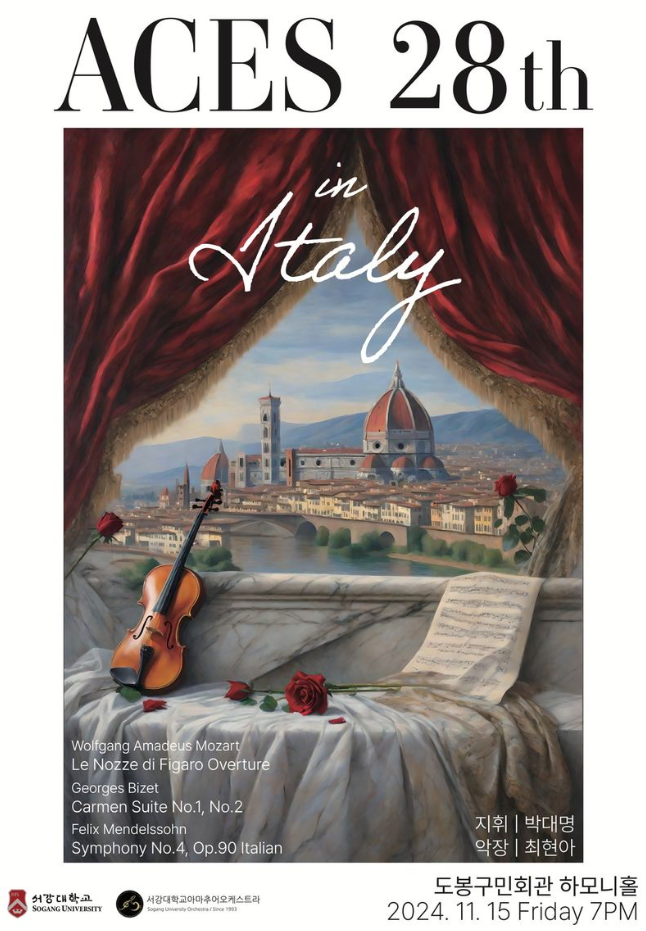 ACES 28th
in
Italy
Wolfgang Amadeus Mozart
Le Nozze di Figaro Overture
Georges Bizet
Carmen Suite No.1, No.2
Felix Mendelssohn
Symphony No.4, Op.90 Italian
지휘 | 박대명
악장 | 최현아
도봉구민회관 하모니홀
2024. 11. 15 Friday 7PM
서강대학교
SOGANG UNIVERSITY
서강대학교아마추어오케스트라
Sogang University Orchestra / Since 1983